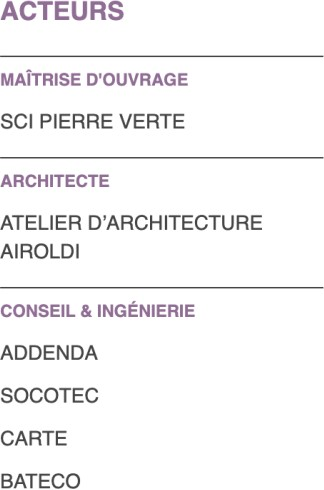 ACTEURS
MAÎTRISE D'OUVRAGE
SCI PIERRE VERTE
ARCHITECTE
ATELIER D’ARCHITECTURE
AIROLDI
CONSEIL & INGÉNIERIE
ADDENDA
SOCOTEC
CARTE
BATECO